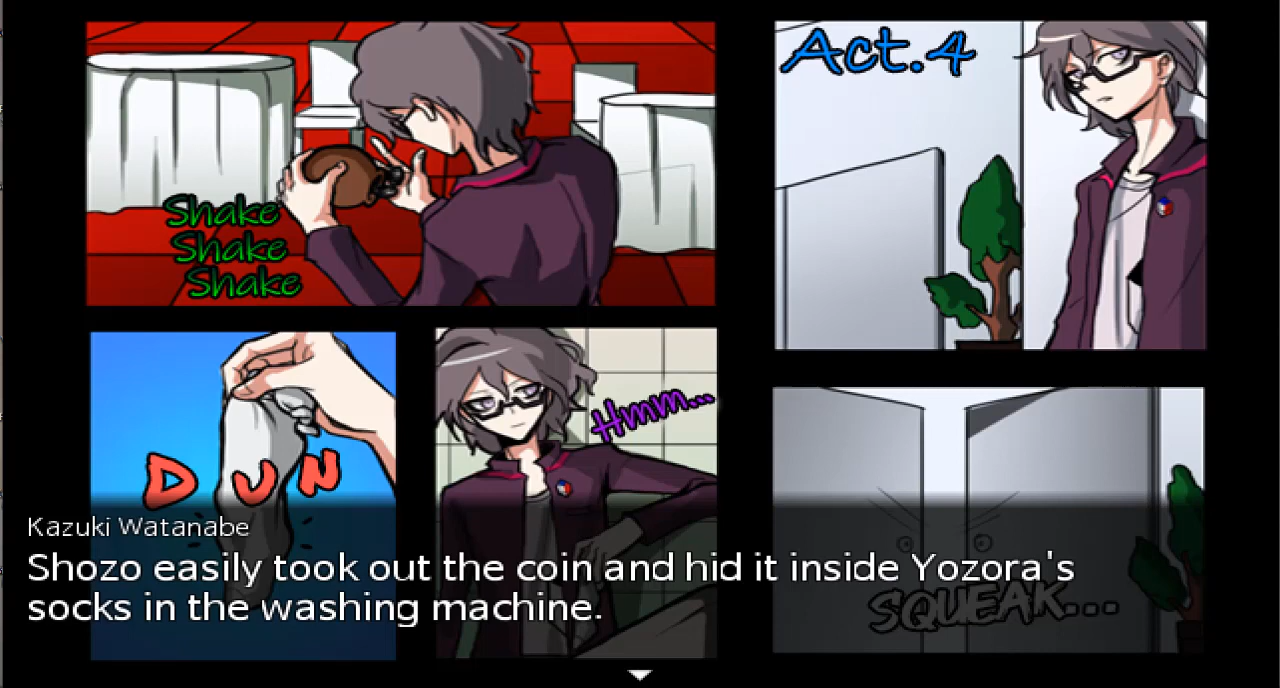 Shake
Shake
Shake
DUN
Hmm...
Act.4
SQUEAK...
Kazuki Watanabe
Shozo easily took out the coin and hid it inside Yozora's
socks in the washing machine.